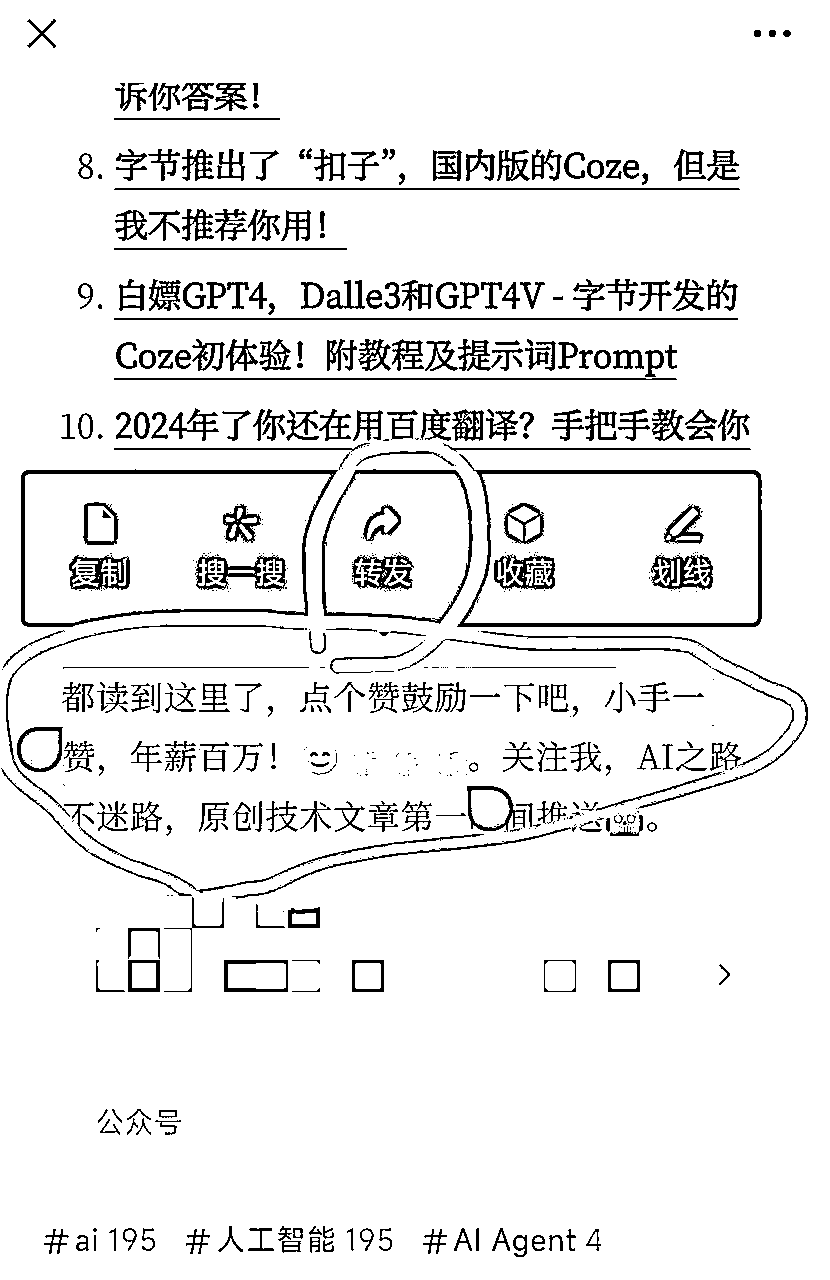 诉你答案！
8. 字节推出了“扣子”，国内版的Coze，但是
我不推荐你用！
9. 白嫖GPT4，Dalle3和GPT4V - 字节开发的
Coze初体验！附教程及提示词Prompt
10. 2024年了你还在用百度翻译？手把手教会你
复制 搜一搜 转发 收藏 划线
都读到这里了，点个赞鼓励一下吧，小手一
赞，年薪百万！😊 。关注我，AI之路
不迷路，原创技术文章第一 间推送 。
公众号
#ai 195 #人工智能 195 #AI Agent 4